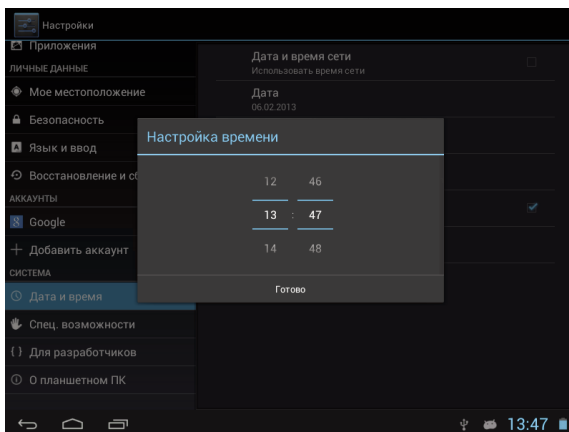 Настройки
Приложения
ЛИЧНЫЕ ДАННЫЕ
Мое местоположение
Безопасность
Язык и ввод
Восстановление и сб
АККАУНТЫ
Google
Добавить аккаунт
СИСТЕМА
Дата и время
Спец. возможности
Для разработчиков
О планшетном ПК
Дата и время сети
Использовать время сети
Дата
06.02.2013
Настройка времени
12 46
13 : 47
14 48
Готово
13:47